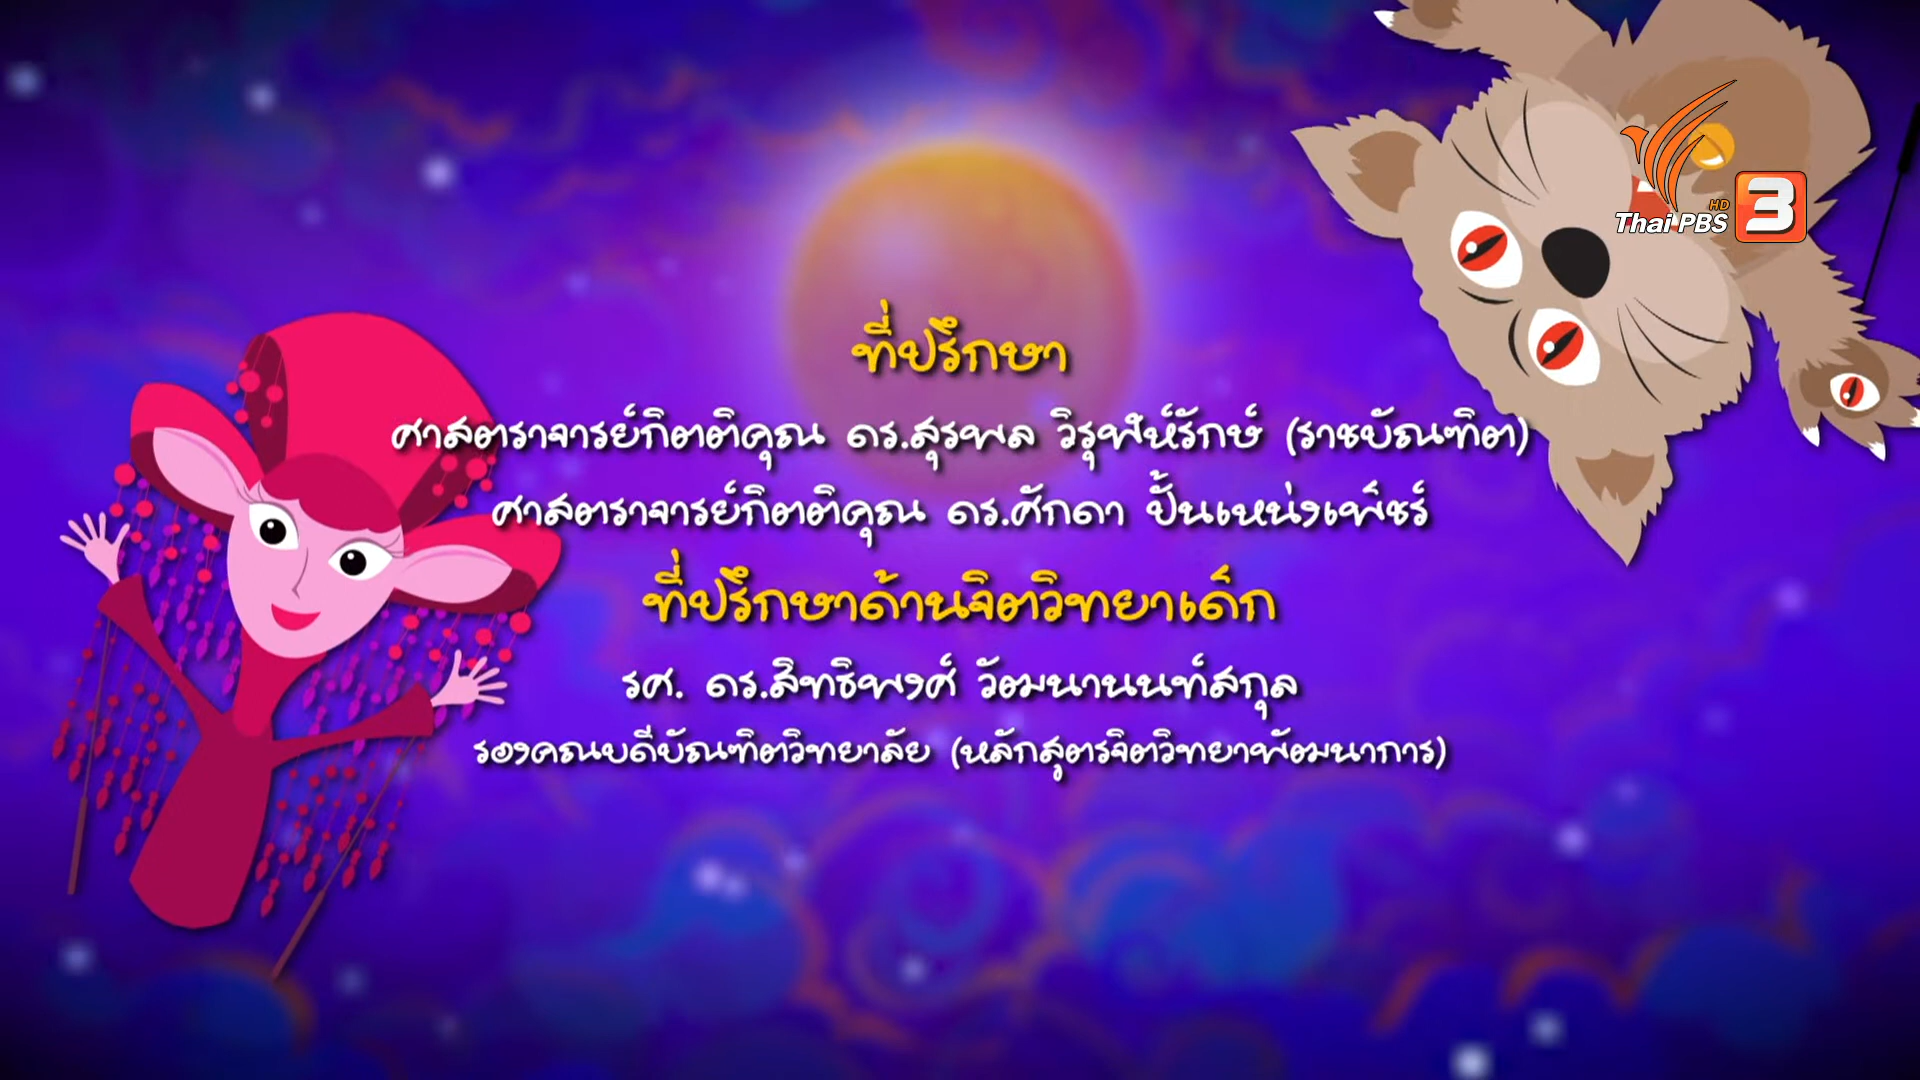 HD
Thai PBS 3
ที่ปรึกษา
ศาสตราจารย์กิตติคุณ ดร.สุรพล วิรุฬห์รักษ์ (ราชบัณฑิต)
ศาสตราจารย์กิตติคุณ ดร.ศักดา ปั้นเหน่งเพ็ชร์
ที่ปรึกษาด้านจิตวิทยาเด็ก
รศ. ดร.สิทธิพงศ์ วัฒนานนท์สกุล
รองคณบดีบัณฑิตวิทยาลัย (หลักสูตรจิตวิทยาพัฒนาการ)